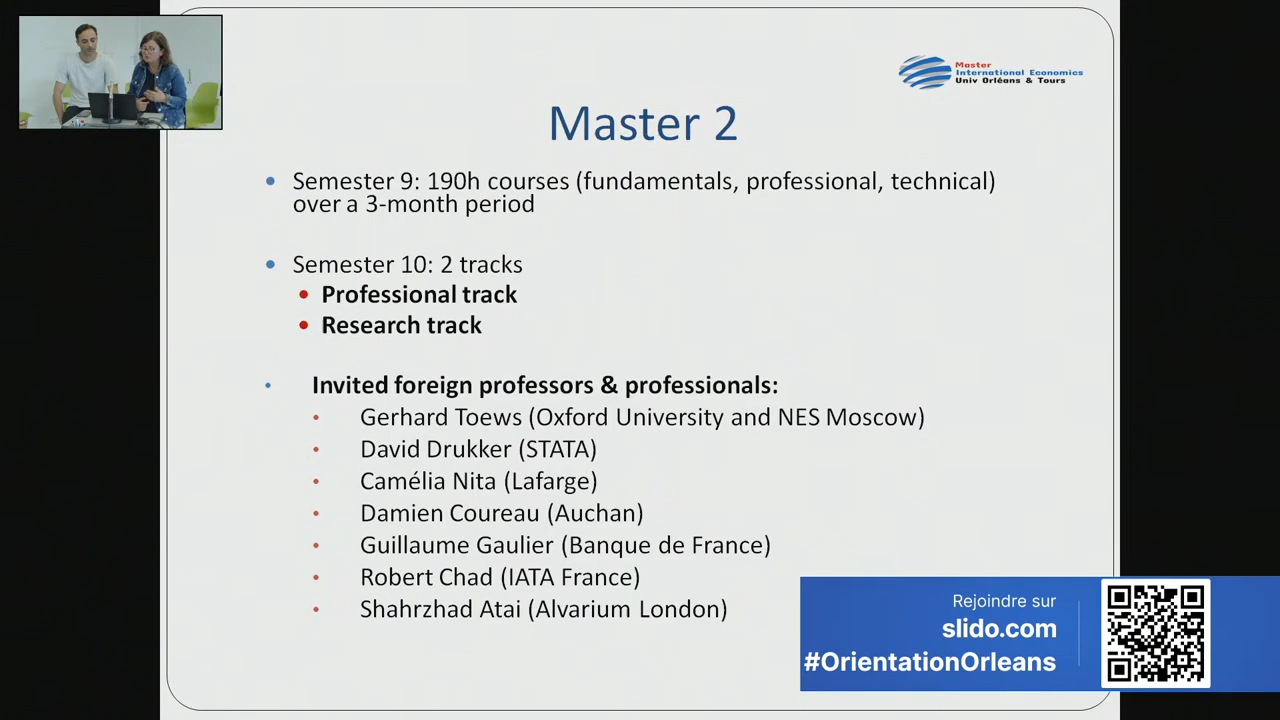 Master
International Economics
Univ Orléans & Tours
Master 2
• Semester 9: 190h courses (fundamentals, professional, technical)
over a 3-month period
• Semester 10: 2 tracks
• Professional track
• Research track
• Invited foreign professors & professionals:
• Gerhard Toews (Oxford University and NES Moscow)
• David Drukker (STATA)
• Camélia Nita (Lafarge)
• Damien Coureau (Auchan)
• Guillaume Gaulier (Banque de France)
• Robert Chad (IATA France)
• Shahrzhad Atai (Alvarium London)
Rejoindre sur
slido.com
#OrientationOrleans